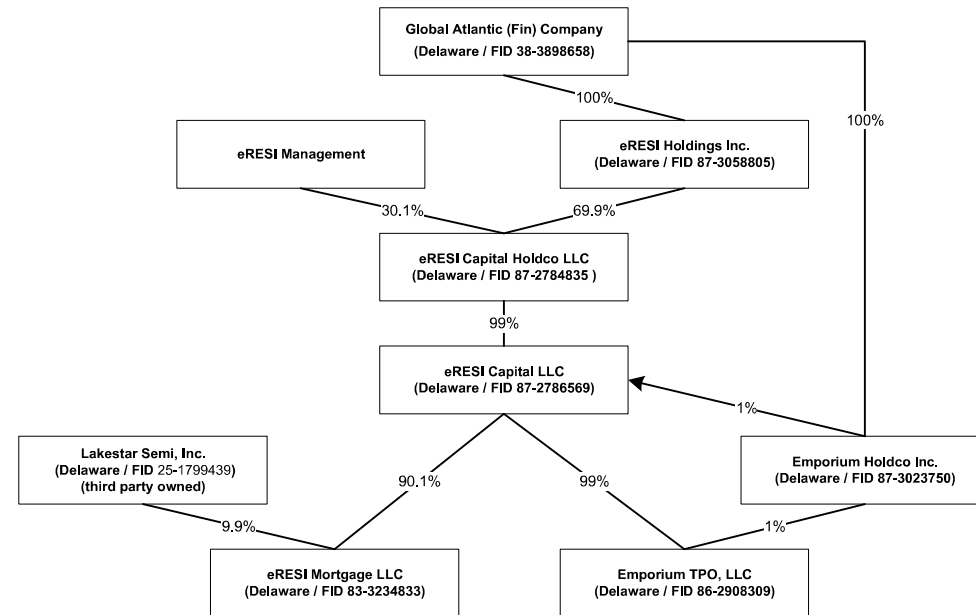 Global Atlantic (Fin) Company
(Delaware / FID 38-3898658)
100%
100%
eRESI Management
eRESI Holdings Inc.
(Delaware / FID 87-3058805)
30.1%
69.9%
eRESI Capital Holdco LLC
(Delaware / FID 87-2784835 )
99%
eRESI Capital LLC
(Delaware / FID 87-2786569)
1%
Lakestar Semi, Inc.
(Delaware / FID 25-1799439)
(third party owned)
90.1%
99%
Emporium Holdco Inc.
(Delaware / FID 87-3023750)
9.9%
1%
eRESI Mortgage LLC
(Delaware / FID 83-3234833)
Emporium TPO, LLC
(Delaware / FID 86-2908309)